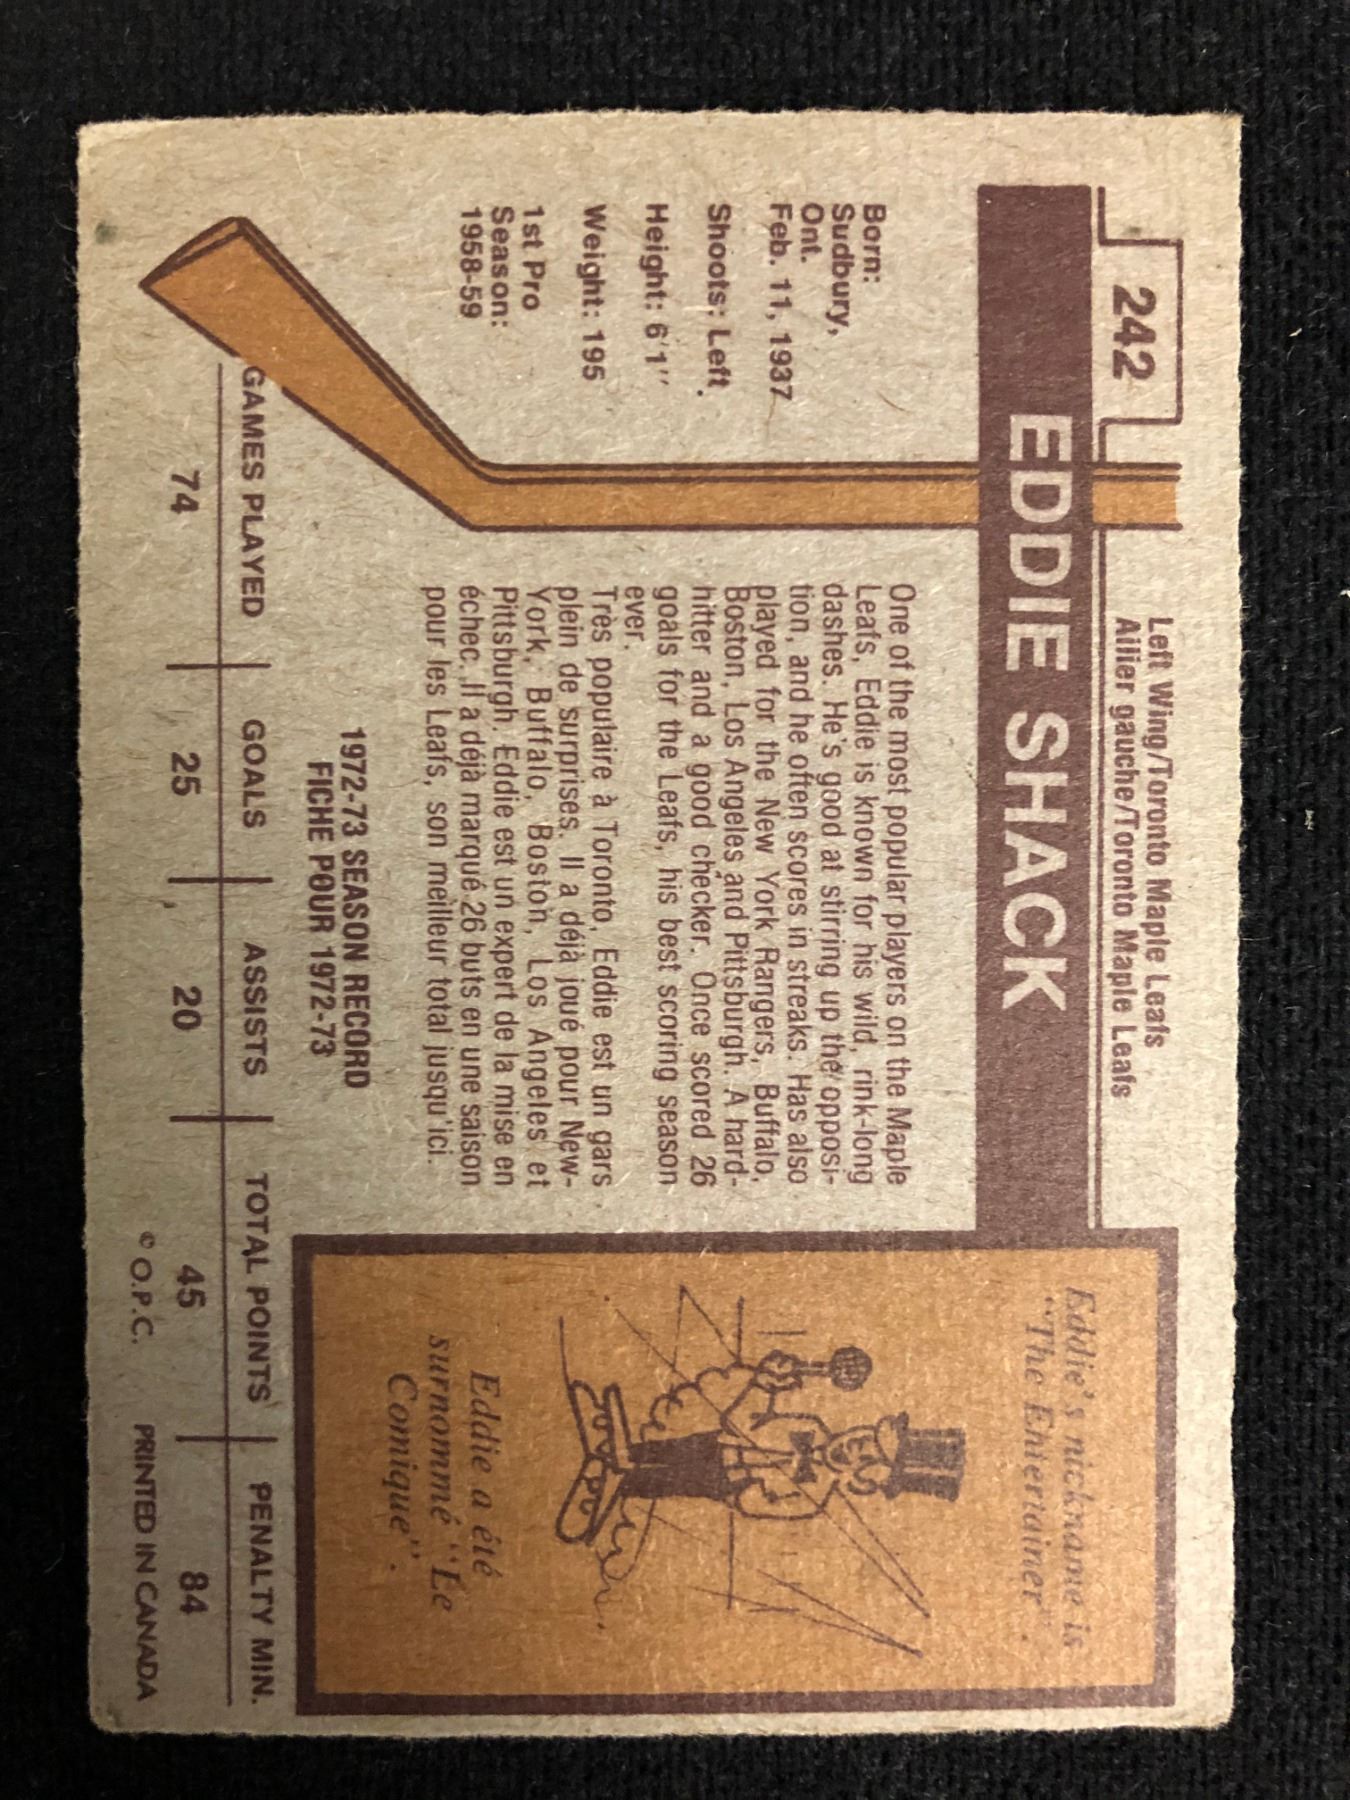 242
Left Wing/Toronto Maple Leafs
Ailier gauche/Toronto Maple Leafs
EDDIE SHACK
Born:
Sudbury,
Ont.
Feb. 11, 1937
Shoots: Left
Height: 6'1"
Weight: 195
1st Pro
Season:
1958-59
One of the most popular players on the Maple
Leafs, Eddie is known for his wild, rink-long
dashes. He's good at stirring up the opposi-
tion, and he often scores in streaks. Has also
played for the New York Rangers, Buffalo,
Boston, Los Angeles and Pittsburgh. A hard-
hitter and a good checker. Once scored 26
goals for the Leafs, his best scoring season
ever.
Très populaire à Toronto, Eddie est un gars
plein de surprises. Il a déjà joué pour New-
York, Buffalo, Boston, Los Angeles et
Pittsburgh. Eddie est un expert de la mise en
échec. Il a déjà marqué 26 buts en une saison
pour les Leafs, son meilleur total jusqu'ici.
Eddie's nickname is
"The Entertainer".
Eddie a été
surnommé "Le
Comique".
1972-73 SEASON RECORD
FICHE POUR 1972-73
GAMES PLAYED GOALS ASSISTS TOTAL POINTS PENALTY MIN.
74 25 20 45 84
© O.P.C. PRINTED IN CANADA